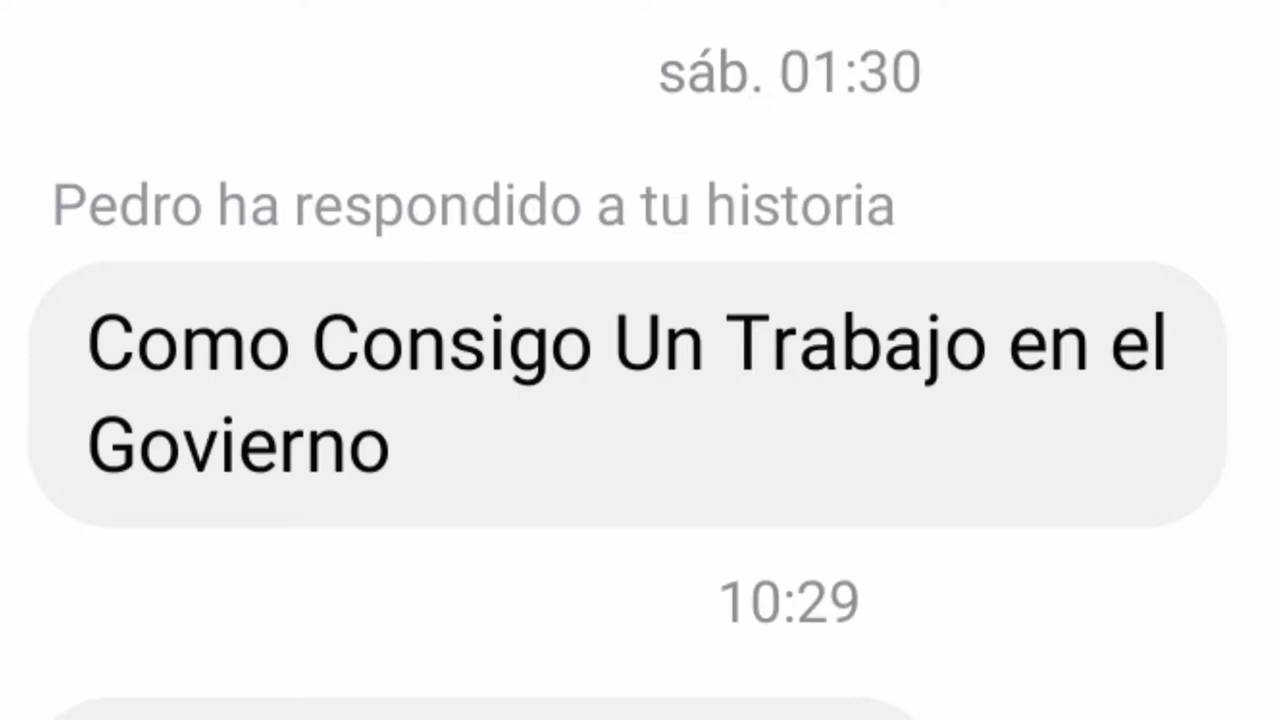 sáb. 01:30
Pedro ha respondido a tu historia
Como Consigo Un Trabajo en el
Govierno
10:29